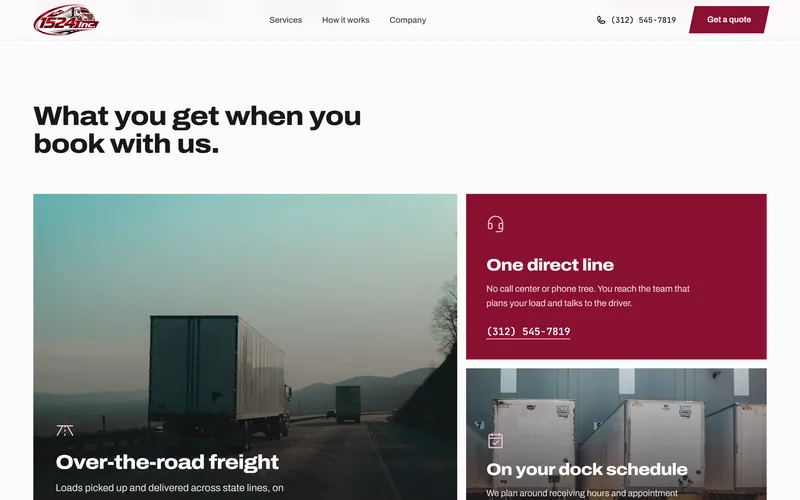 1524 Inc
Services
How it works
Company
(312) 545-7819
Get a quote
What you get when you
book with us.
One direct line
No call center or phone tree. You reach the team that
plans your load and talks to the driver.
(312) 545-7819
Over-the-road freight
Loads picked up and delivered across state lines, on
On your dock schedule
We plan around receiving hours and appointment